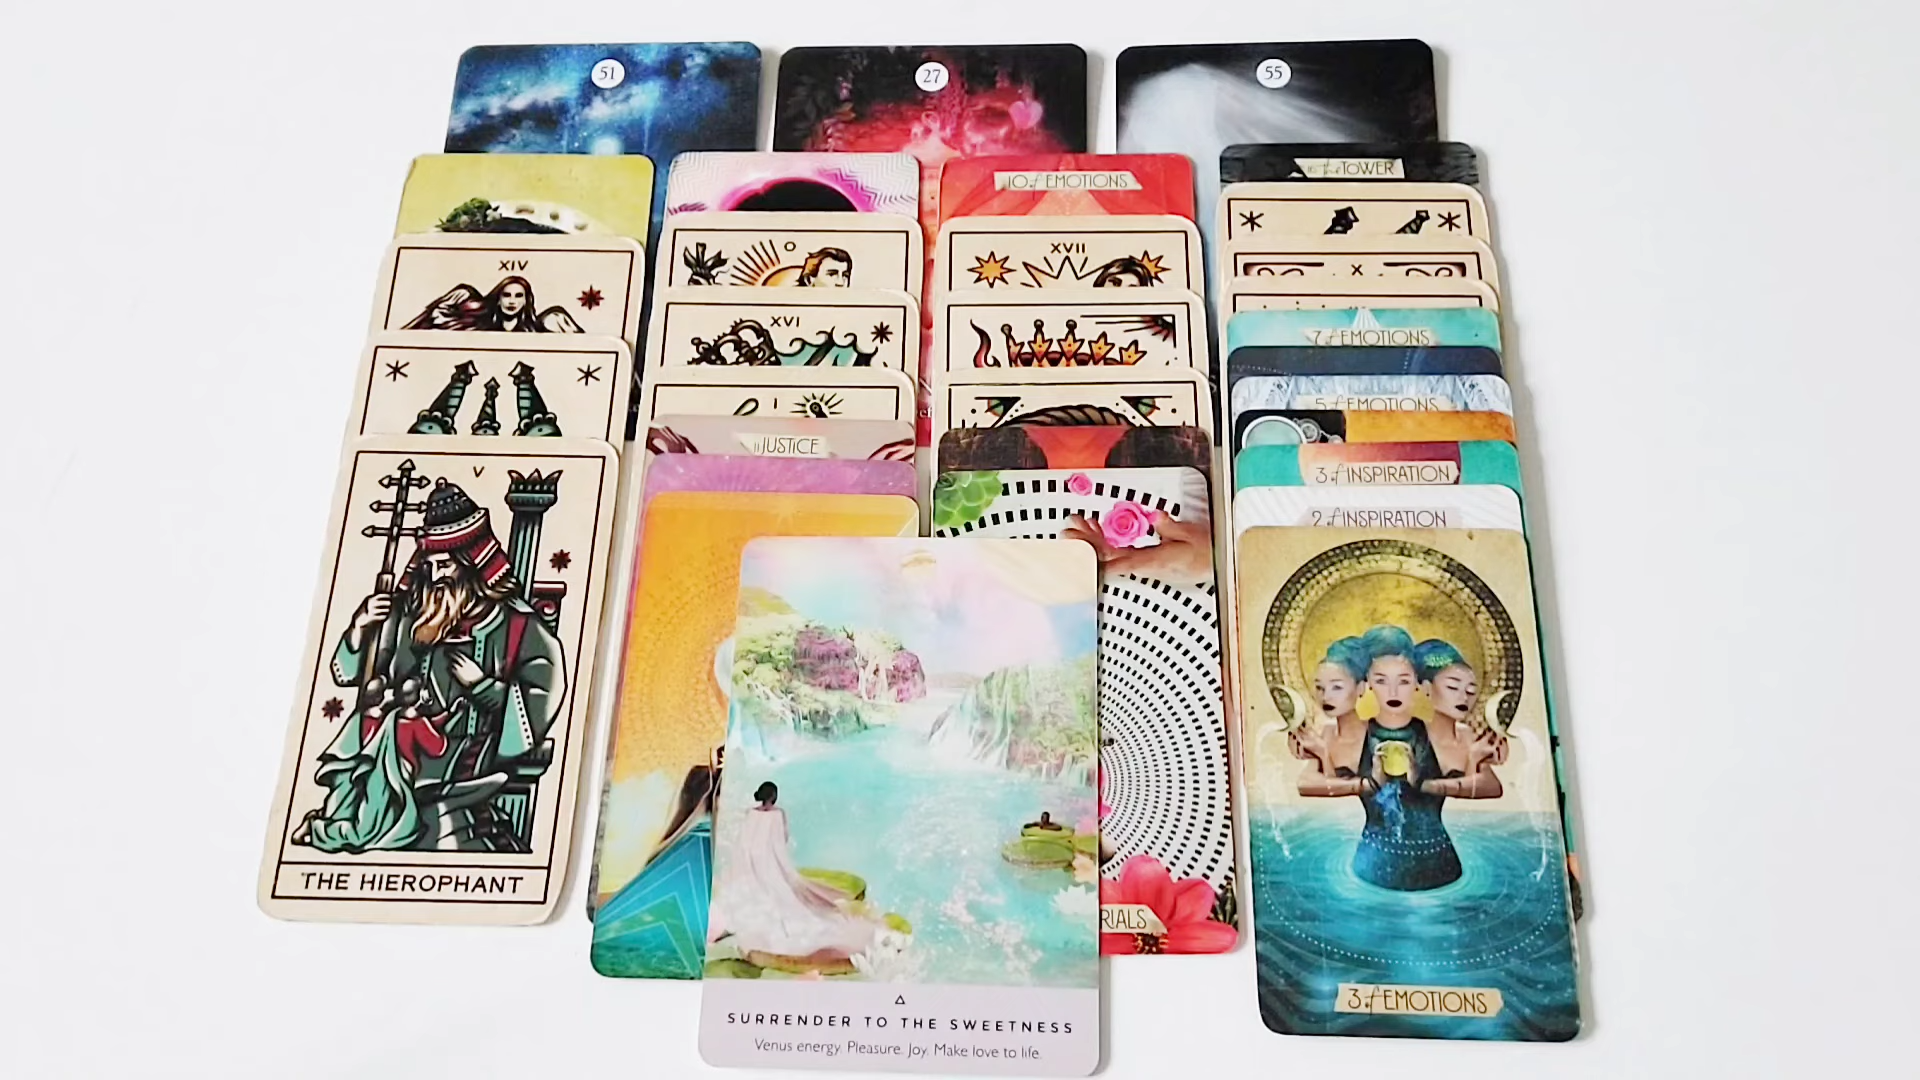 51
27
55
the TOWER
10 of EMOTIONS
XIV
O
XVII
X
XVI
7 of EMOTIONS
I
5 of EMOTIONS
11 JUSTICE
V
3 of INSPIRATION
2 of INSPIRATION
THE HIEROPHANT
RIALS
3 of EMOTIONS
SURRENDER TO THE SWEETNESS
Venus energy. Pleasure. Joy. Make love to life.